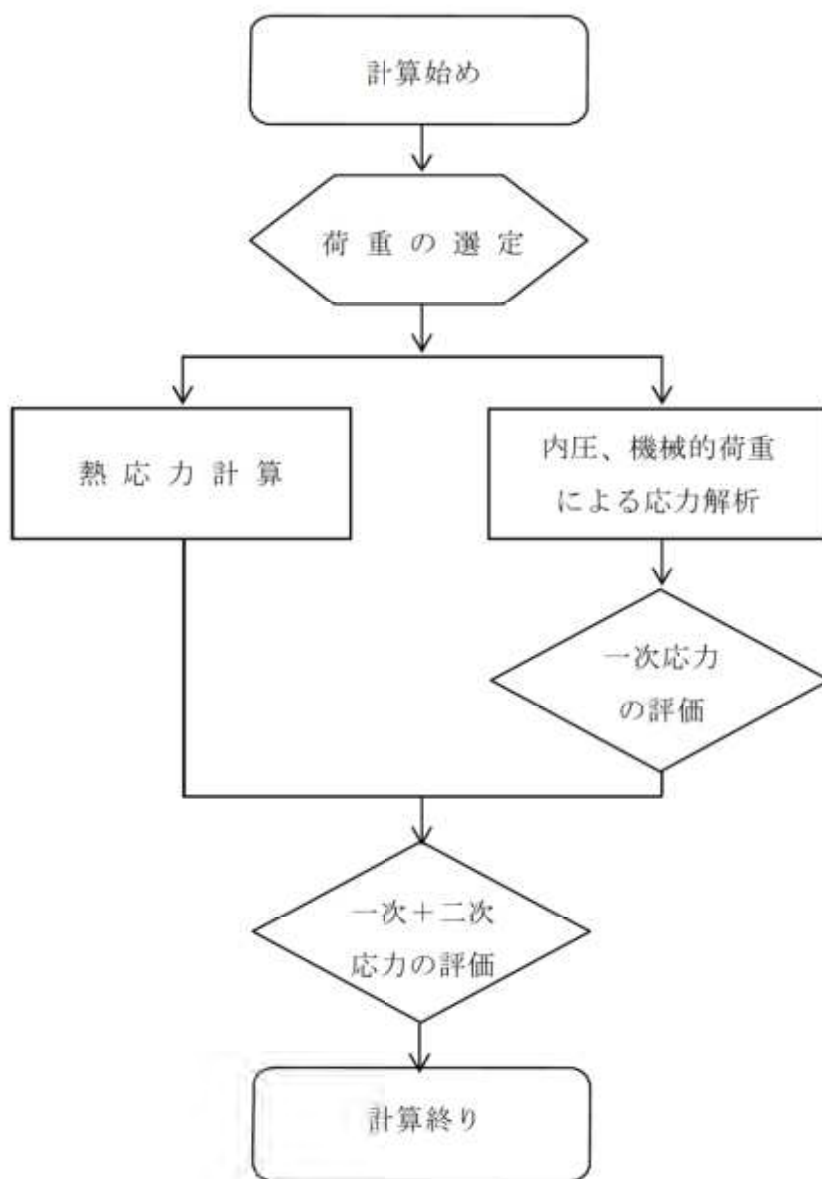 計算始め
荷重の選定
熱応力計算
内圧、機械的荷重
による応力解析
一次応力
の評価
一次+二次
応力の評価
計算終り